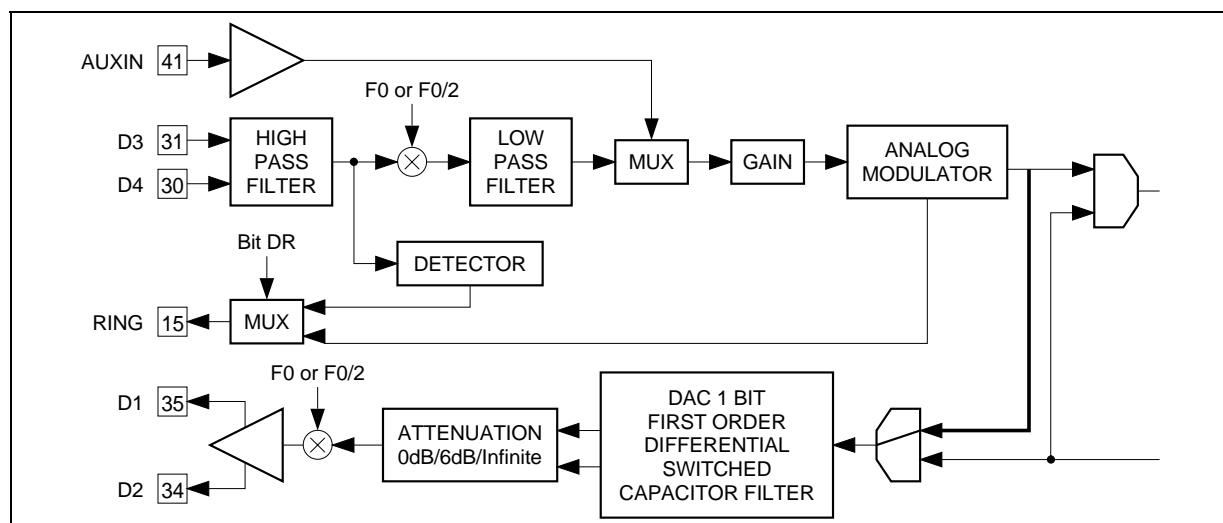 AUXIN 41
F0 or F0/2
D3 31
D4 30
HIGH
PASS
FILTER
LOW
PASS
FILTER
MUX
GAIN
ANALOG
MODULATOR
Bit DR
DETECTOR
RING 15
MUX
F0 or F0/2
D1 35
D2 34
ATTENUATION
0dB/6dB/Infinite
DAC 1 BIT
FIRST ORDER
DIFFERENTIAL
SWITCHED
CAPACITOR FILTER